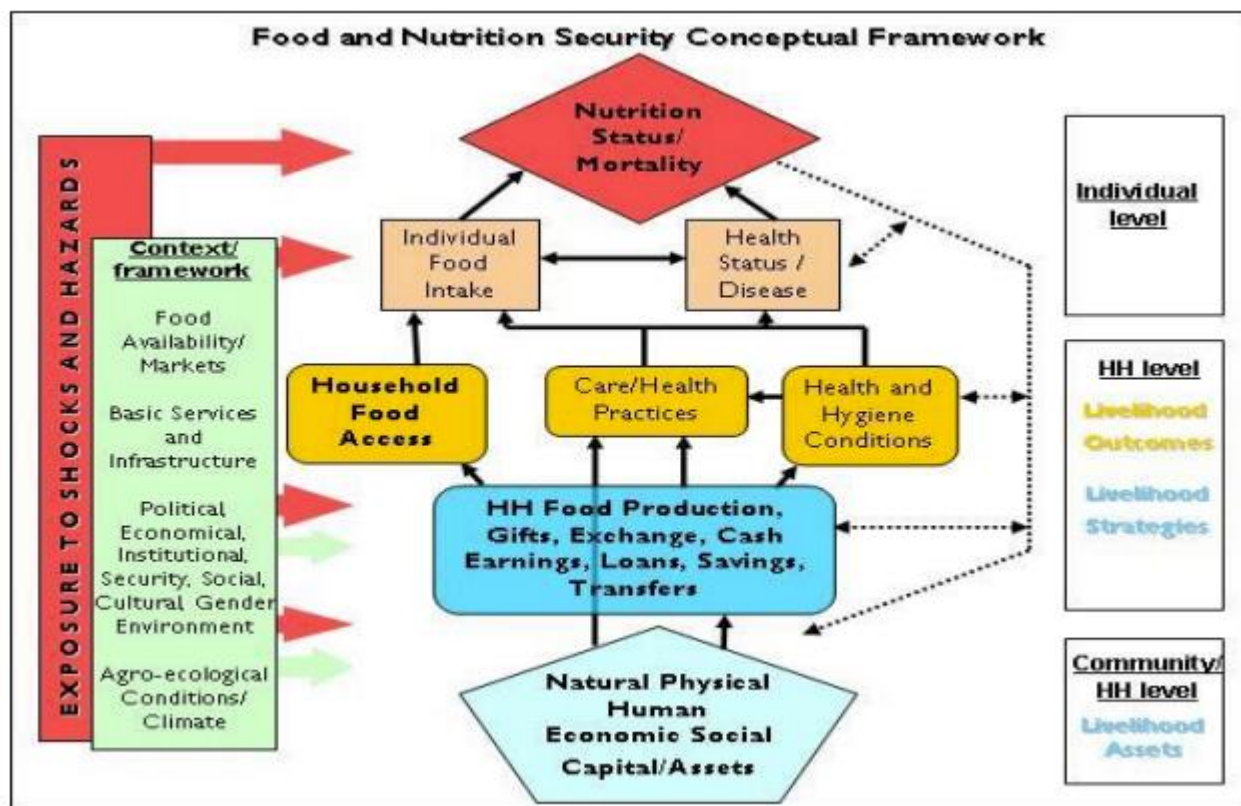 Food and Nutrition Security Conceptual Framework
EXPOSURE TO SHOCKS AND HAZARDS
Context/
framework
Food
Availability/
Markets
Basic Services
and
Infrastructure
Political,
Economical,
Institutional,
Security, Social,
Cultural, Gender
Environment
Agro-ecological
Conditions/
Climate
Nutrition
Status/
Mortality
Individual
Food
Intake
Health
Status /
Disease
Household
Food
Access
Care/Health
Practices
Health and
Hygiene
Conditions
HH Food Production,
Gifts, Exchange, Cash
Earnings, Loans, Savings,
Transfers
Natural Physical
Human
Economic Social
Capital/Assets
Individual
level
HH level
Livelihood
Outcomes
Livelihood
Strategies
Community/
HH level
Livelihood
Assets